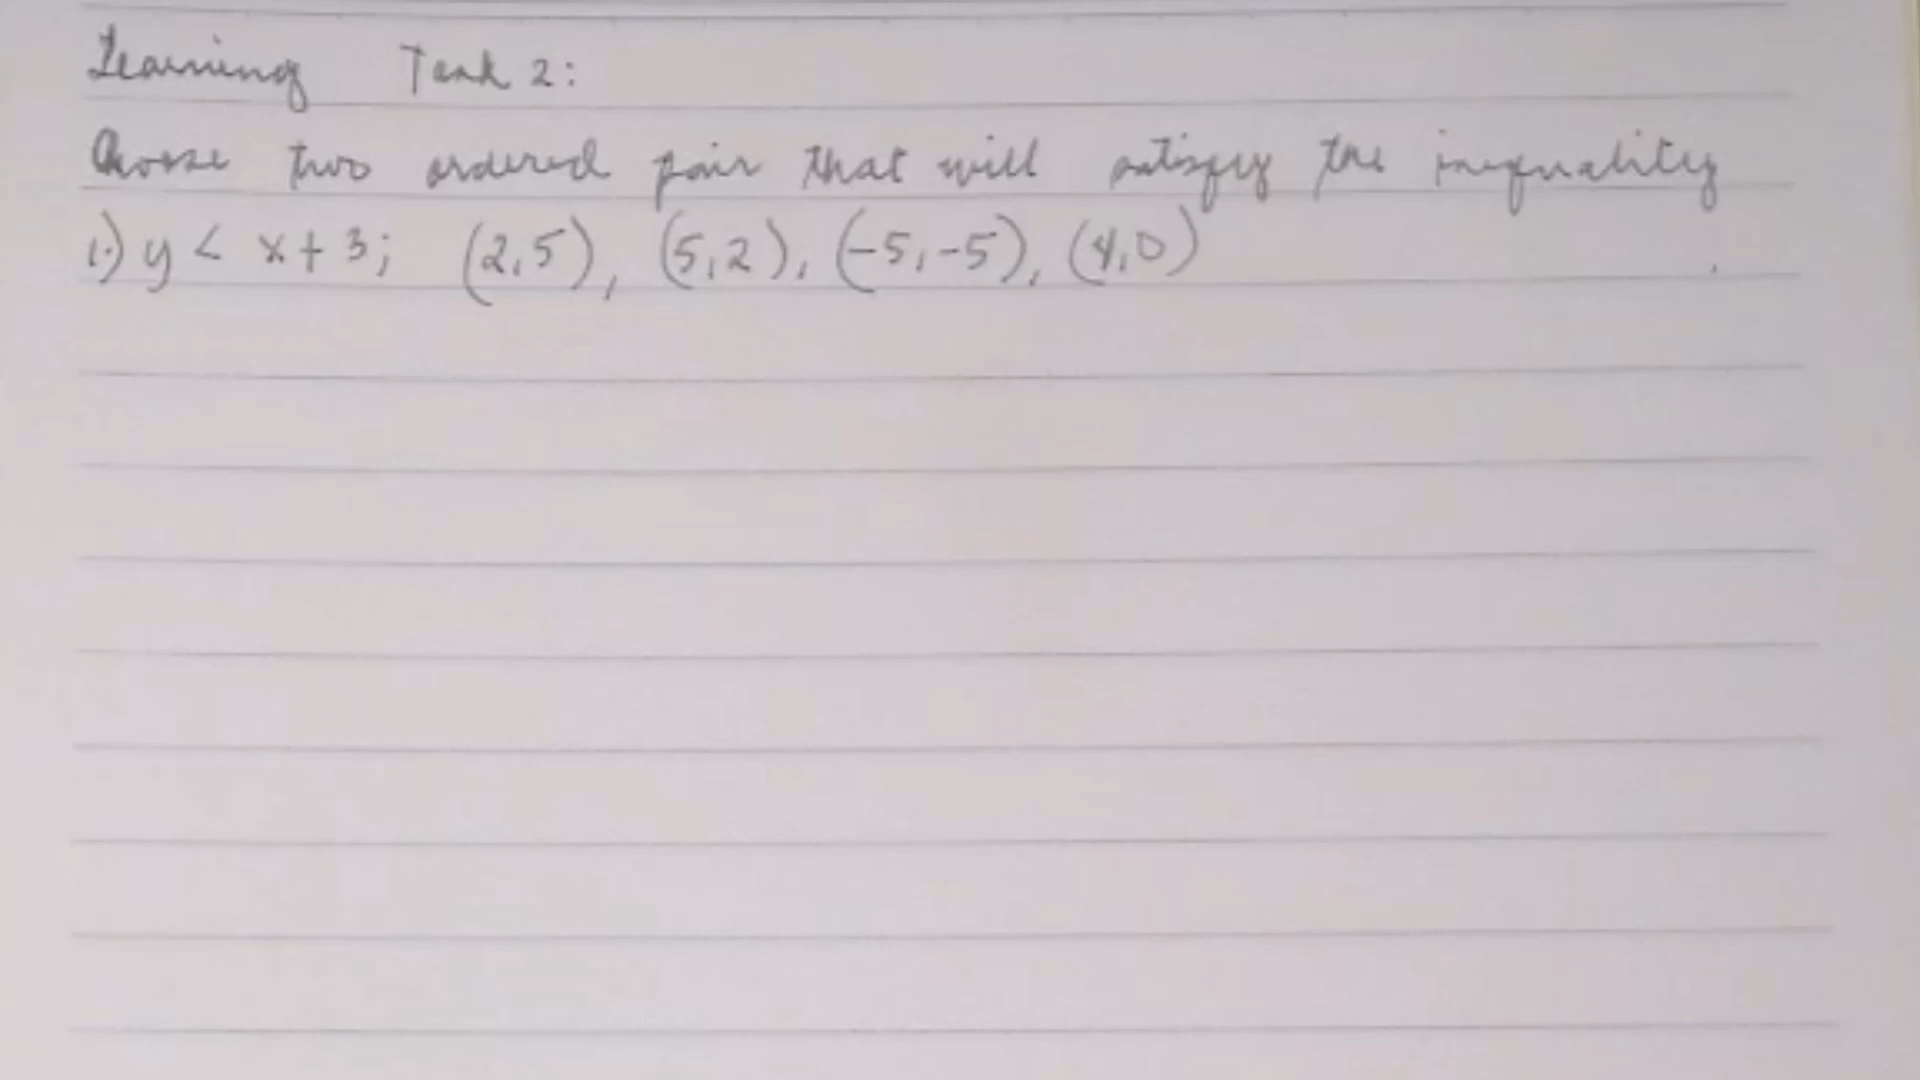 Learning Task 2:
Choose two ordered pair that will satisfy the inequality
1.) y < x + 3; (2,5), (5,2), (-5,-5), (4,0)